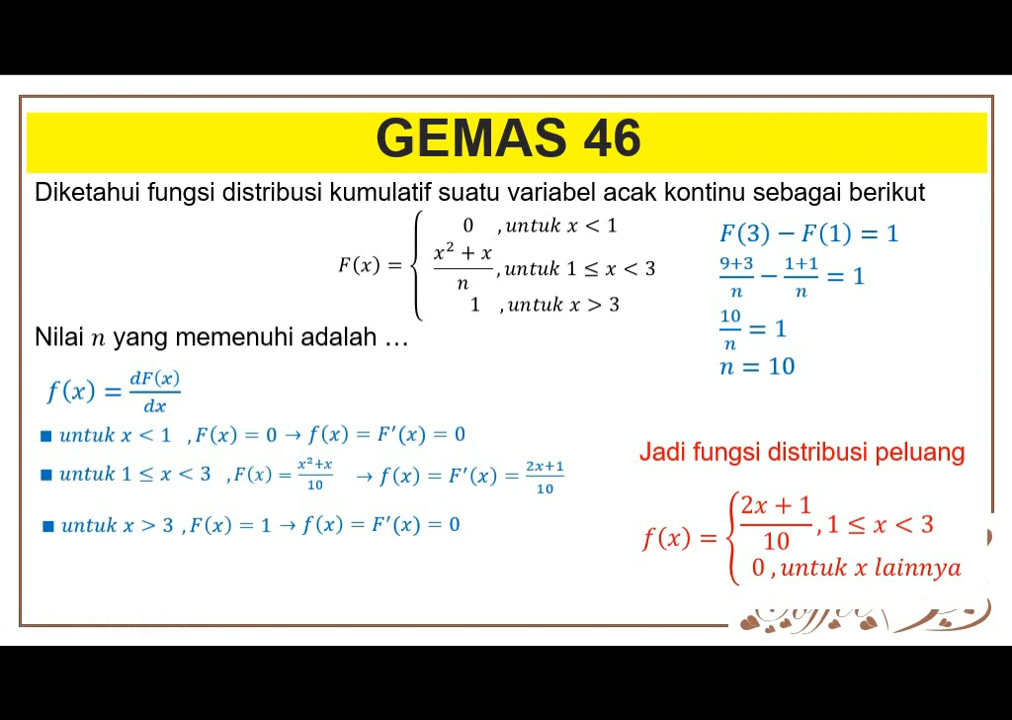 GEMAS 46
Diketahui fungsi distribusi kumulatif suatu variabel acak kontinu sebagai berikut
F(x) = { 0 , untuk x < 1
(x² + x)/n , untuk 1 ≤ x < 3
1 , untuk x > 3
Nilai n yang memenuhi adalah …
F(3) − F(1) = 1
(9+3)/n − (1+1)/n = 1
10/n = 1
n = 10
f(x) = dF(x)/dx
■ untuk x < 1 , F(x) = 0 → f(x) = F′(x) = 0
■ untuk 1 ≤ x < 3 , F(x) = (x²+x)/10 → f(x) = F′(x) = (2x+1)/10
■ untuk x > 3 , F(x) = 1 → f(x) = F′(x) = 0
Jadi fungsi distribusi peluang
f(x) = { (2x + 1)/10 , 1 ≤ x < 3
0 , untuk x lainnya